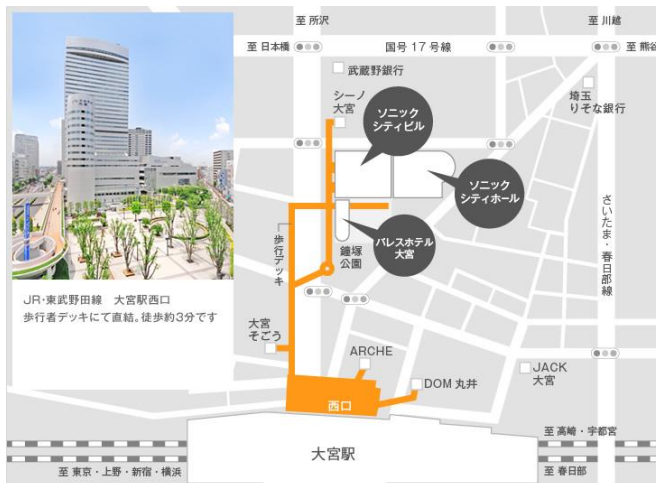 至 所沢
至 川越
至 日本橋
国号17号線
至 熊谷
武蔵野銀行
シーノ
大宮
埼玉
りそな銀行
ソニック
シティビル
ソニック
シティホール
パレスホテル
大宮
さいたま・春日部線
歩行デッキ
鐘塚
公園
JR・東武野田線 大宮駅西口
歩行者デッキにて直結。徒歩約3分です
大宮
そごう
ARCHE
JACK
大宮
DOM 丸井
西口
大宮駅
至 高崎・宇都宮
至 東京・上野・新宿・横浜
至 春日部